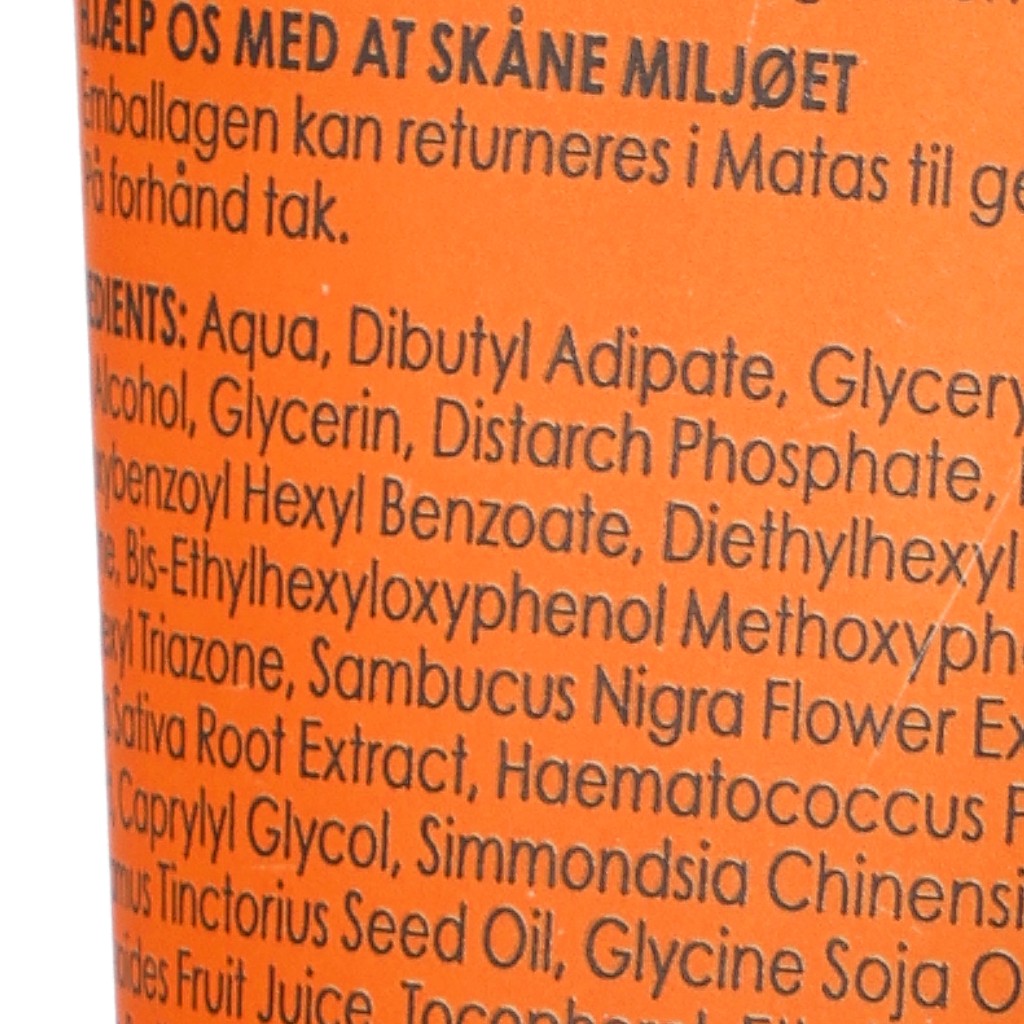 HJÆLP OS MED AT SKÅNE MILJØET
Emballagen kan returneres i Matas til
På forhånd tak.
EDIENTS: Aqua, Dibutyl Adipate, Glycery
Alcohol, Glycerin, Distarch Phosphate,
ybenzoyl Hexyl Benzoate, Diethylhexyl
Bis-Ethylhexyloxyphenol Methoxyph
exyl Triazone, Sambucus Nigra Flower Ex
Sativa Root Extract, Haematococcus P
Caprylyl Glycol, Simmondsia Chinensi
mus Tinctorius Seed Oil, Glycine Soja O
oides Fruit Juice,